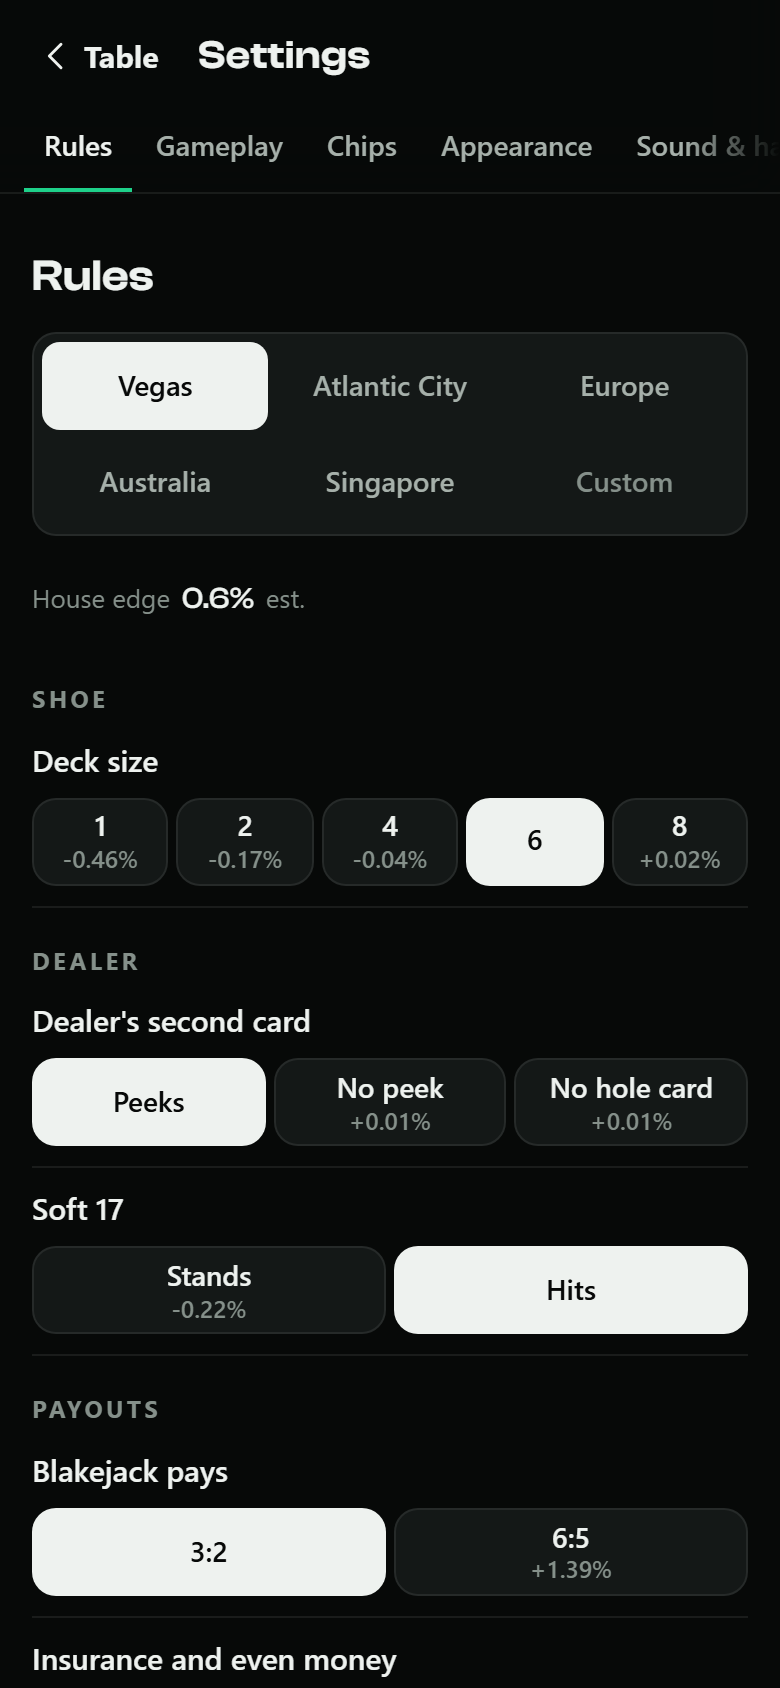 Table Settings
Rules Gameplay Chips Appearance Sound & ha
Rules
Vegas Atlantic City Europe
Australia Singapore Custom
House edge 0.6% est.
SHOE
Deck size
1 2 4 6 8
-0.46% -0.17% -0.04% +0.02%
DEALER
Dealer's second card
Peeks No peek No hole card
+0.01% +0.01%
Soft 17
Stands Hits
-0.22%
PAYOUTS
Blakejack pays
3:2 6:5
+1.39%
Insurance and even money